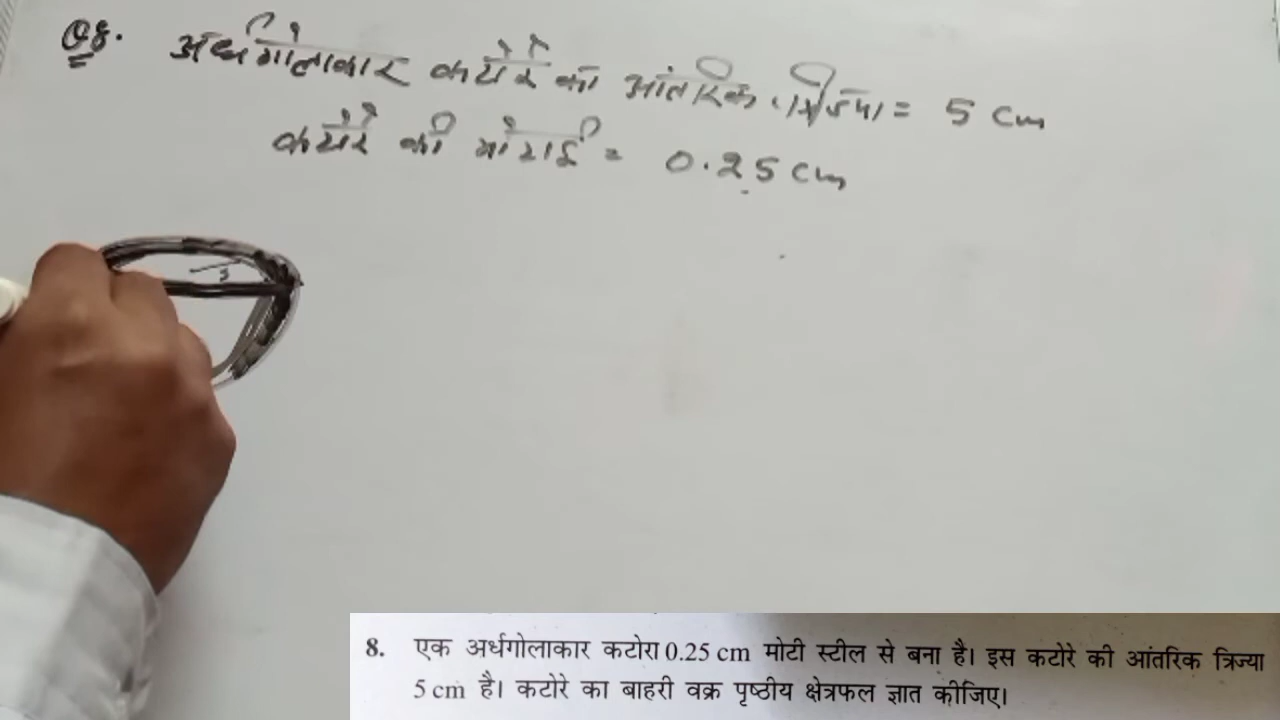 Q8. अर्धगोलाकार कटोरे की आंतरिक त्रिज्या = 5 cm
कटोरे की मोटाई = 0.25 cm
5
8. एक अर्धगोलाकार कटोरा 0.25 cm मोटी स्टील से बना है। इस कटोरे की आंतरिक त्रिज्या
5 cm है। कटोरे का बाहरी वक्र पृष्ठीय क्षेत्रफल ज्ञात कीजिए।